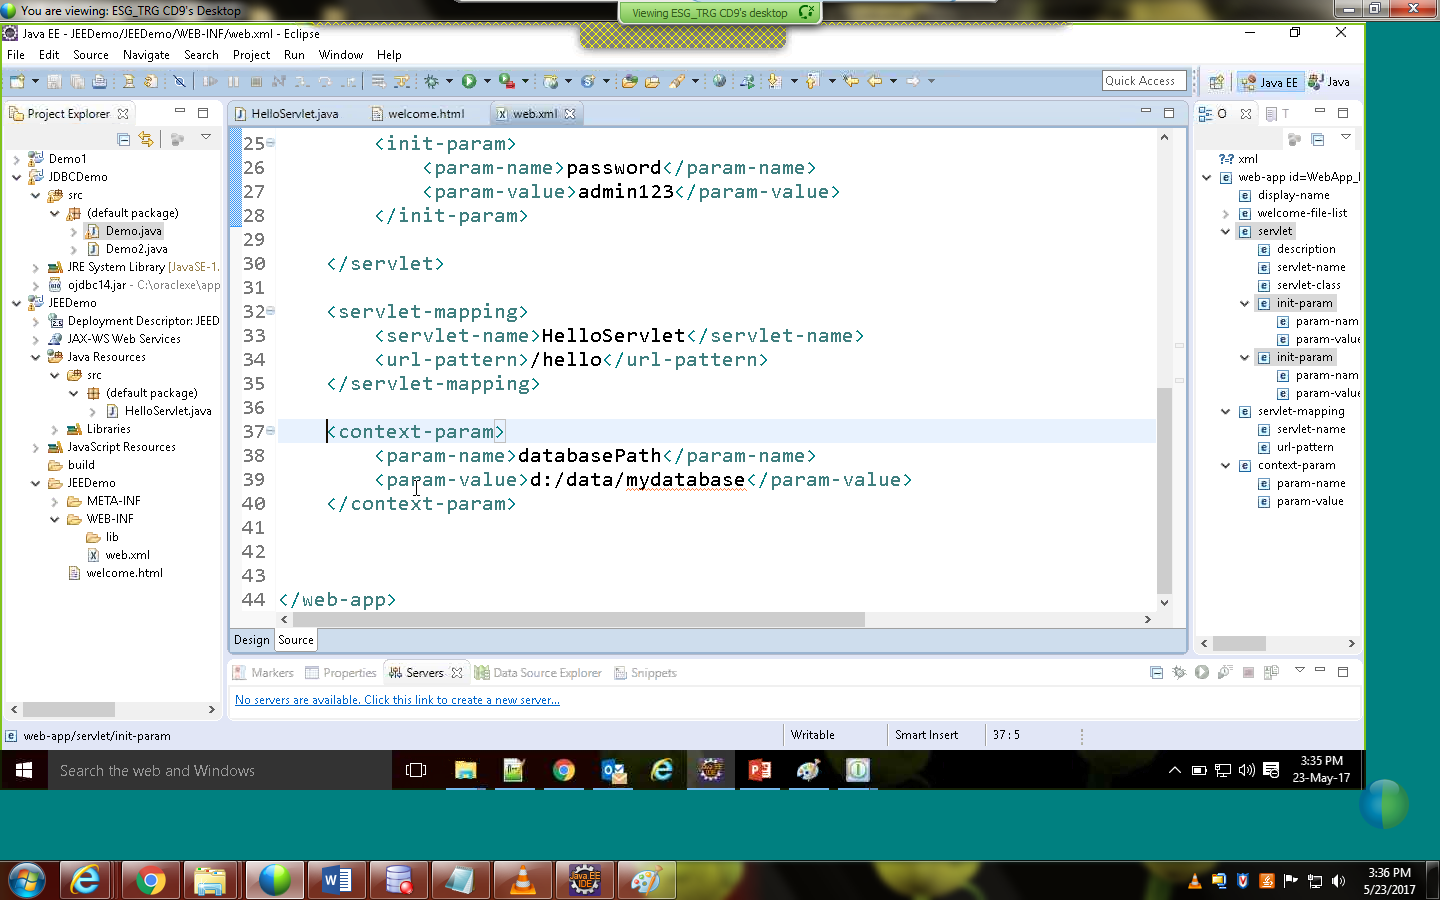 You are viewing: ESG_TRG CD9's Desktop
Viewing ESG_TRG CD9's desktop
Java EE - JEEDemo/JEEDemo/WEB-INF/web.xml - Eclipse
File Edit Source Navigate Search Project Run Window Help
Quick Access
Java EE
Java
Project Explorer
Demo1
JDBCDemo
src
(default package)
Demo.java
Demo2.java
JRE System Library [JavaSE-1.
ojdbc14.jar - C:\oraclexe\app
JEEDemo
Deployment Descriptor: JEED
JAX-WS Web Services
Java Resources
src
(default package)
HelloServlet.java
Libraries
JavaScript Resources
build
JEEDemo
META-INF
WEB-INF
lib
web.xml
welcome.html
HelloServlet.java
welcome.html
web.xml
25 <init-param>
26 <param-name>password</param-name>
27 <param-value>admin123</param-value>
28 </init-param>
29
30 </servlet>
31
32 <servlet-mapping>
33 <servlet-name>HelloServlet</servlet-name>
34 <url-pattern>/hello</url-pattern>
35 </servlet-mapping>
36
37 <context-param>
38 <param-name>databasePath</param-name>
39 <param-value>d:/data/mydatabase</param-value>
40 </context-param>
41
42
43
44 </web-app>
Design Source
O
T
xml
web-app id=WebApp_I
display-name
welcome-file-list
servlet
description
servlet-name
servlet-class
init-param
param-nam
param-value
init-param
param-nam
param-value
servlet-mapping
servlet-name
url-pattern
context-param
param-name
param-value
Markers
Properties
Servers
Data Source Explorer
Snippets
No servers are available. Click this link to create a new server...
web-app/servlet/init-param
Writable
Smart Insert
37 : 5
Search the web and Windows
3:35 PM
23-May-17
Java EE
IDE
3:36 PM
5/23/2017